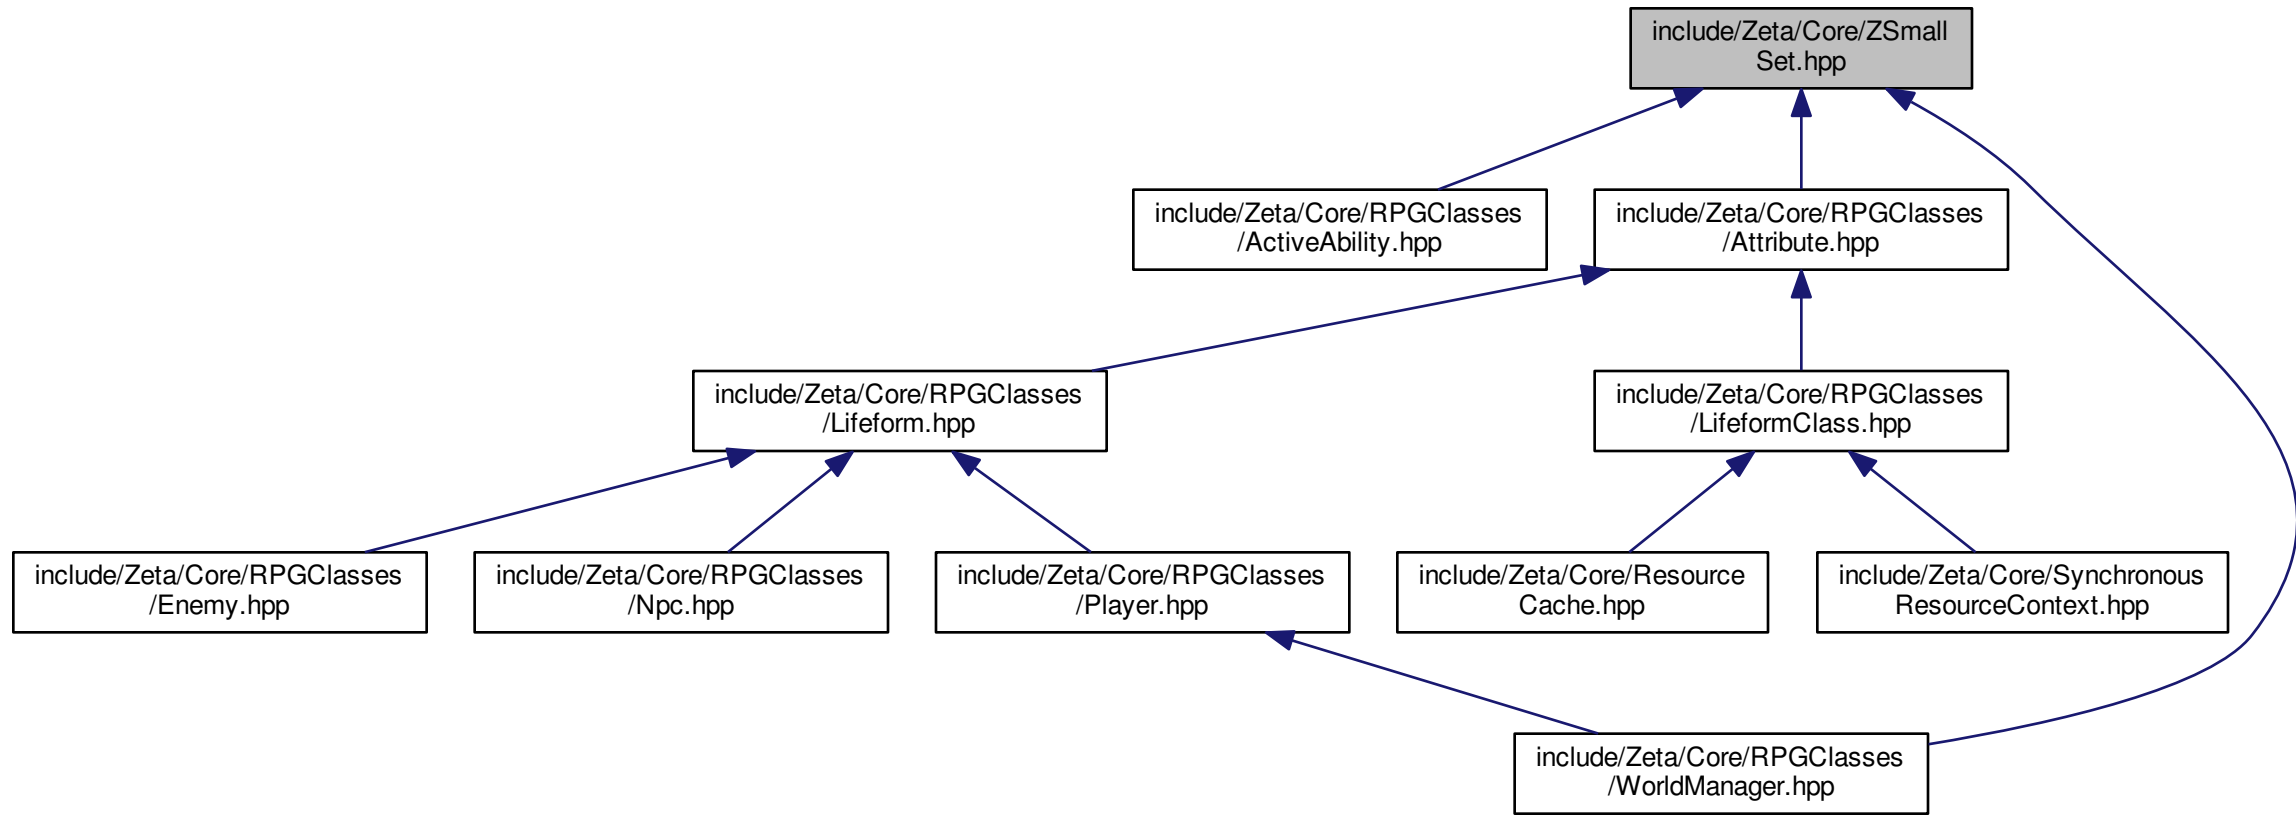 include/Zeta/Core/ZSmall
Set.hpp
include/Zeta/Core/RPGClasses
/ActiveAbility.hpp
include/Zeta/Core/RPGClasses
/Attribute.hpp
include/Zeta/Core/RPGClasses
/Lifeform.hpp
include/Zeta/Core/RPGClasses
/LifeformClass.hpp
include/Zeta/Core/RPGClasses
/Enemy.hpp
include/Zeta/Core/RPGClasses
/Npc.hpp
include/Zeta/Core/RPGClasses
/Player.hpp
include/Zeta/Core/Resource
Cache.hpp
include/Zeta/Core/Synchronous
ResourceContext.hpp
include/Zeta/Core/RPGClasses
/WorldManager.hpp